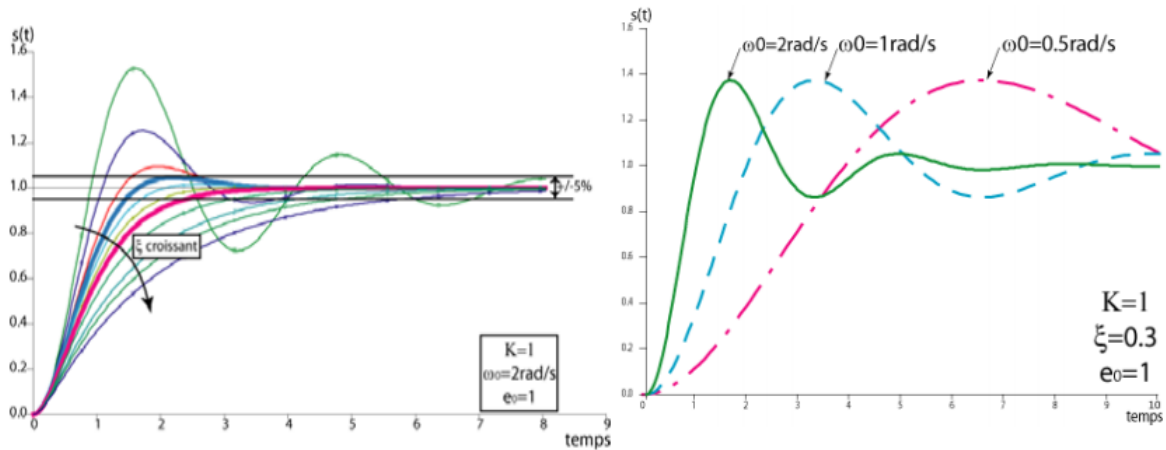 s(t)
1.6
1.4
1.2
1.0
0.8
0.6
0.4
0.2
0.0
+/-5%
ξ croissant
K=1
ω0=2rad/s
e0=1
0 1 2 3 4 5 6 7 8 9
temps
s(t)
1.6
1.4
1.2
1.0
0.8
0.6
0.4
0.2
0.0
ω0=2rad/s ω0=1rad/s ω0=0.5rad/s
K=1
ξ=0.3
e0=1
0 1 2 3 4 5 6 7 8 9 10
temps